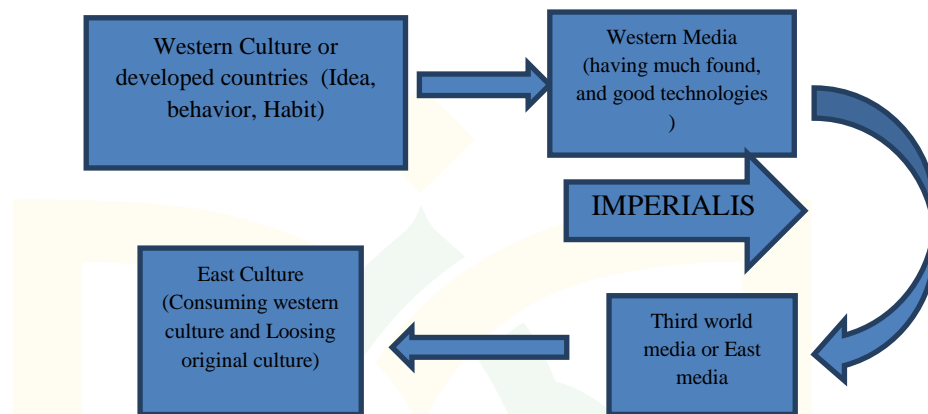 Western Culture or
developed countries (Idea,
behavior, Habit)
Western Media
(having much found,
and good technologies
)
IMPERIALIS
East Culture
(Consuming western
culture and Loosing
original culture)
Third world
media or East
media